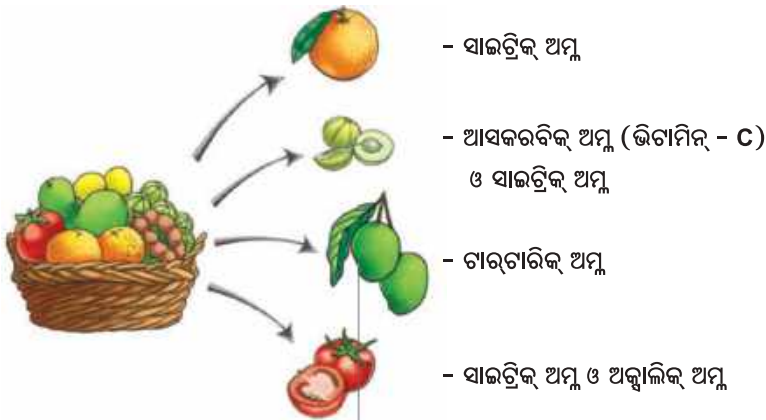 - ସାଇଟ୍ରିକ୍ ଅମ୍ଳ
- ଆସକରବିକ୍ ଅମ୍ଳ (ଭିଟାମିନ୍ - C)
ଓ ସାଇଟ୍ରିକ୍ ଅମ୍ଳ
- ଟାର୍‌ଟାରିକ୍ ଅମ୍ଳ
- ସାଇଟ୍ରିକ୍ ଅମ୍ଳ ଓ ଅକ୍ସାଲିକ୍ ଅମ୍ଳ